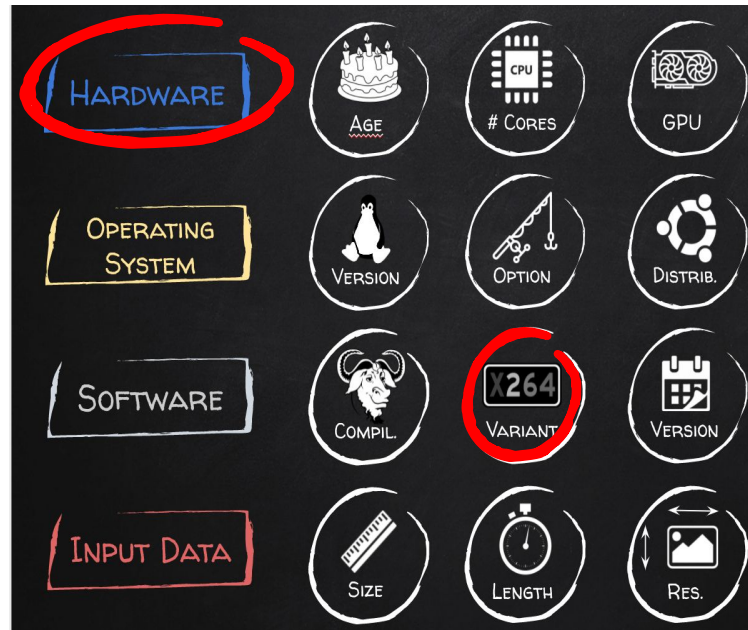 HARDWARE
AGE
CPU
# CORES
GPU
OPERATING
SYSTEM
VERSION
OPTION
DISTRIB.
SOFTWARE
COMPIL.
X264
VARIANT
VERSION
INPUT DATA
SIZE
LENGTH
RES.